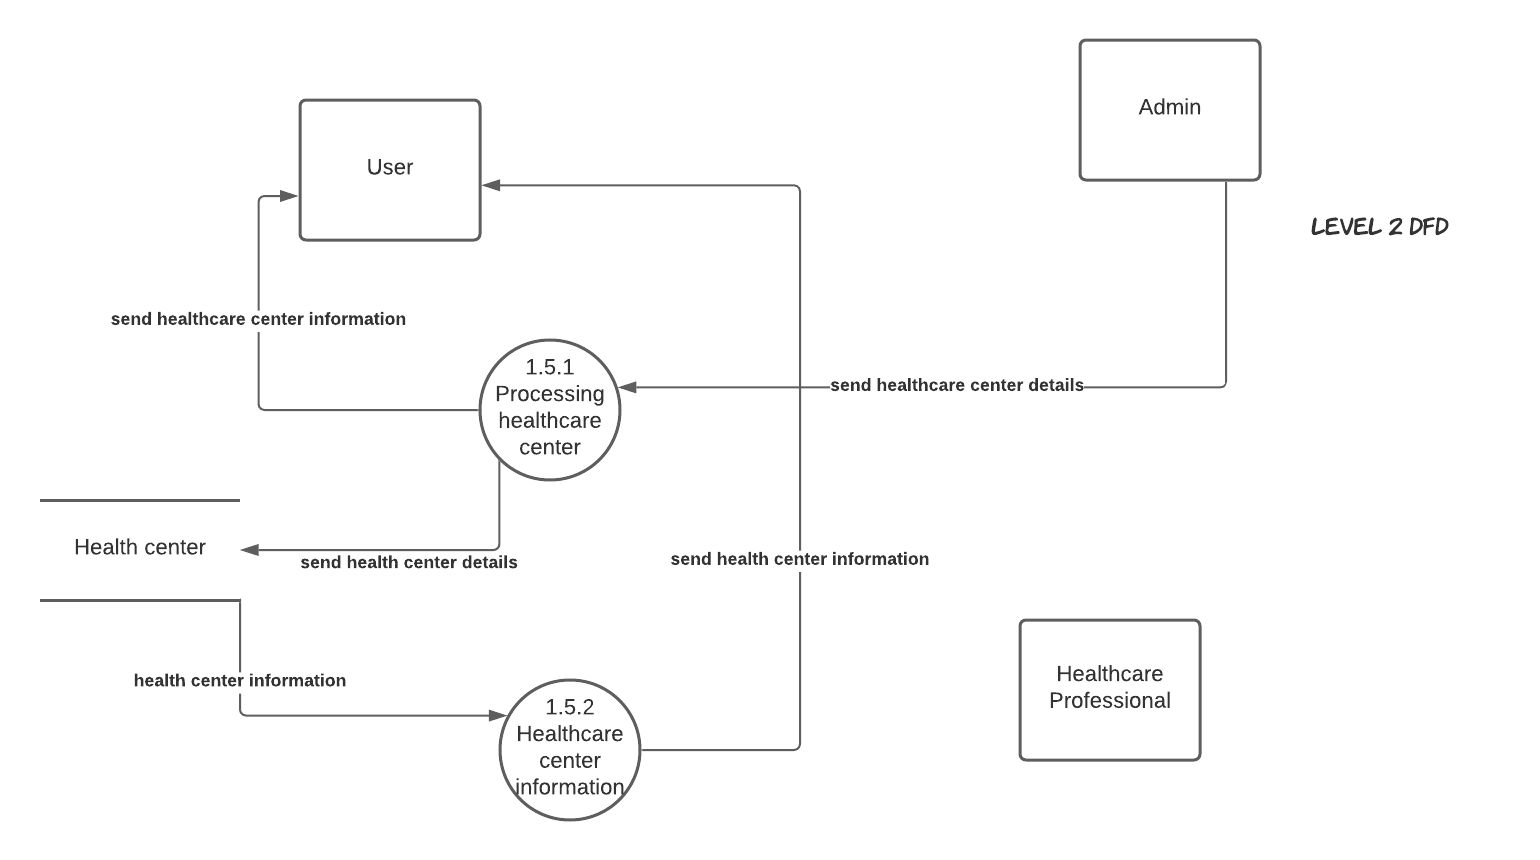 Admin
User
LEVEL 2 DFD
send healthcare center information
1.5.1
Processing
healthcare
center
send healthcare center details
Health center
send health center details
send health center information
health center information
Healthcare
Professional
1.5.2
Healthcare
center
information